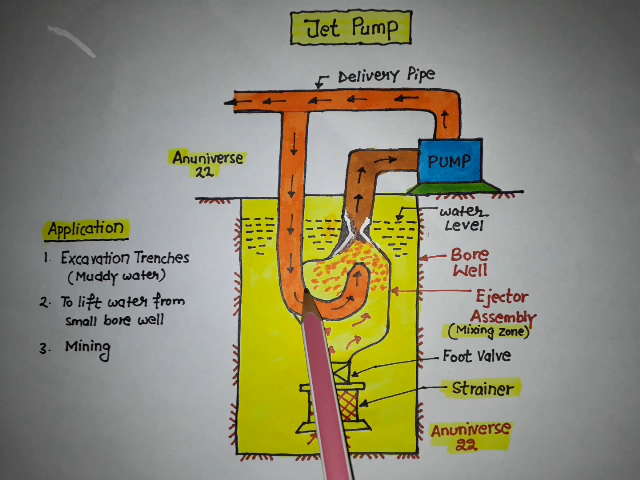 Jet Pump
Delivery Pipe
Anuniverse
22
PUMP
Water
Level
Application
1. Excavation Trenches
(Muddy water)
2. To lift water from
small bore well
3. Mining
Bore
Well
Ejector
Assembly
(Mixing zone)
Foot Valve
Strainer
Anuniverse
22